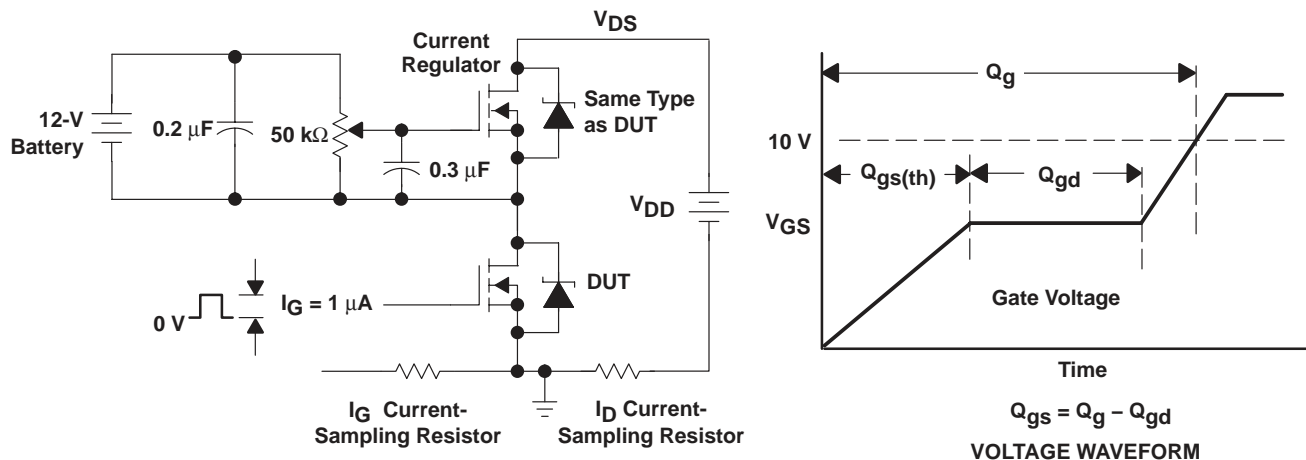 VDS
Current
Regulator
12-V
Battery
0.2 μF
50 kΩ
Same Type
as DUT
0.3 μF
VDD
DUT
0 V
IG = 1 μA
IG Current-
Sampling Resistor
ID Current-
Sampling Resistor
Qg
10 V
Qgs(th)
Qgd
VGS
Gate Voltage
Time
Qgs = Qg – Qgd
VOLTAGE WAVEFORM